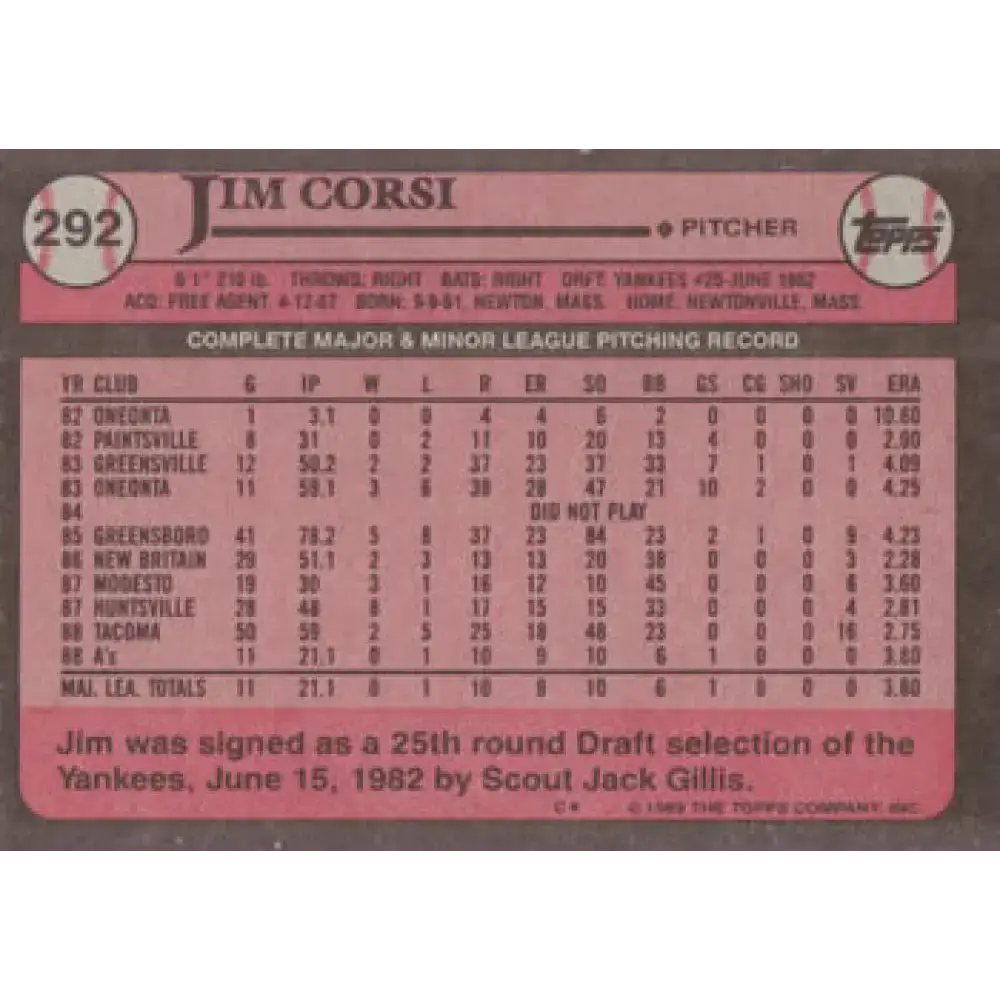 292
JIM CORSI
PITCHER
TOPPS ®
6'1" 210 lb. THROWS: RIGHT BATS: RIGHT DRFT: YANKEES #25-JUNE 1982
ACQ: FREE AGENT 4-12-87 BORN: 9-9-61, NEWTON, MASS. HOME: NEWTONVILLE, MASS.
COMPLETE MAJOR & MINOR LEAGUE PITCHING RECORD
YR CLUB G IP W L R ER SO BB GS CG SHO SV ERA
82 ONEONTA 1 3.1 0 0 4 4 6 2 0 0 0 0 10.80
82 PAINTSVILLE 8 31 0 2 11 10 20 13 4 0 0 0 2.90
83 GREENSVILLE 12 50.2 2 2 37 23 37 33 7 1 0 1 4.09
83 ONEONTA 11 59.1 3 6 38 28 47 21 10 2 0 0 4.25
84 DID NOT PLAY
85 GREENSBORO 41 78.2 5 8 37 23 84 23 2 1 0 9 4.23
86 NEW BRITAIN 29 51.1 2 3 13 13 20 38 0 0 0 3 2.28
87 MODESTO 19 30 3 1 16 12 10 45 0 0 0 6 3.60
87 HUNTSVILLE 28 48 8 1 17 15 15 33 0 0 0 4 2.81
88 TACOMA 50 59 2 5 25 18 48 23 0 0 0 16 2.75
88 A's 11 21.1 0 1 10 9 10 6 1 0 0 0 3.80
MAJ. LEA. TOTALS 11 21.1 0 1 10 9 10 6 1 0 0 0 3.80
Jim was signed as a 25th round Draft selection of the
Yankees, June 15, 1982 by Scout Jack Gillis.
C* © 1989 THE TOPPS COMPANY, INC.